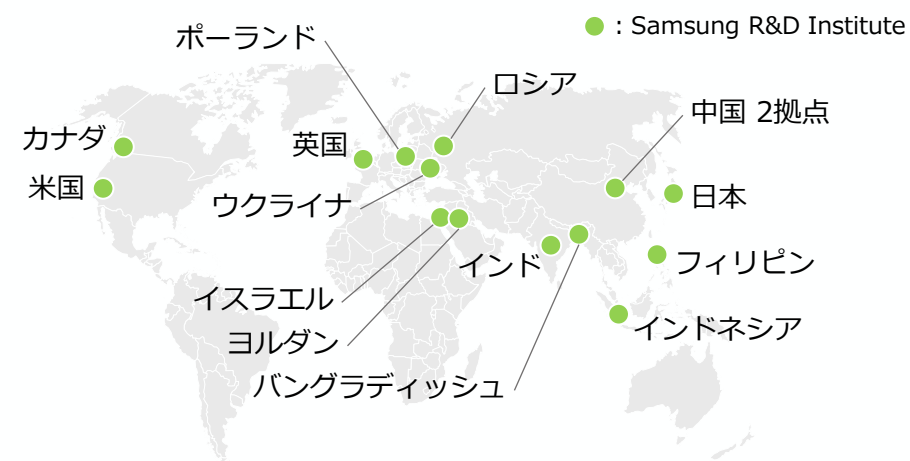 : Samsung R&D Institute
ポーランド
ロシア
中国 2拠点
カナダ
英国
米国
日本
ウクライナ
インド
フィリピン
イスラエル
インドネシア
ヨルダン
バングラディッシュ